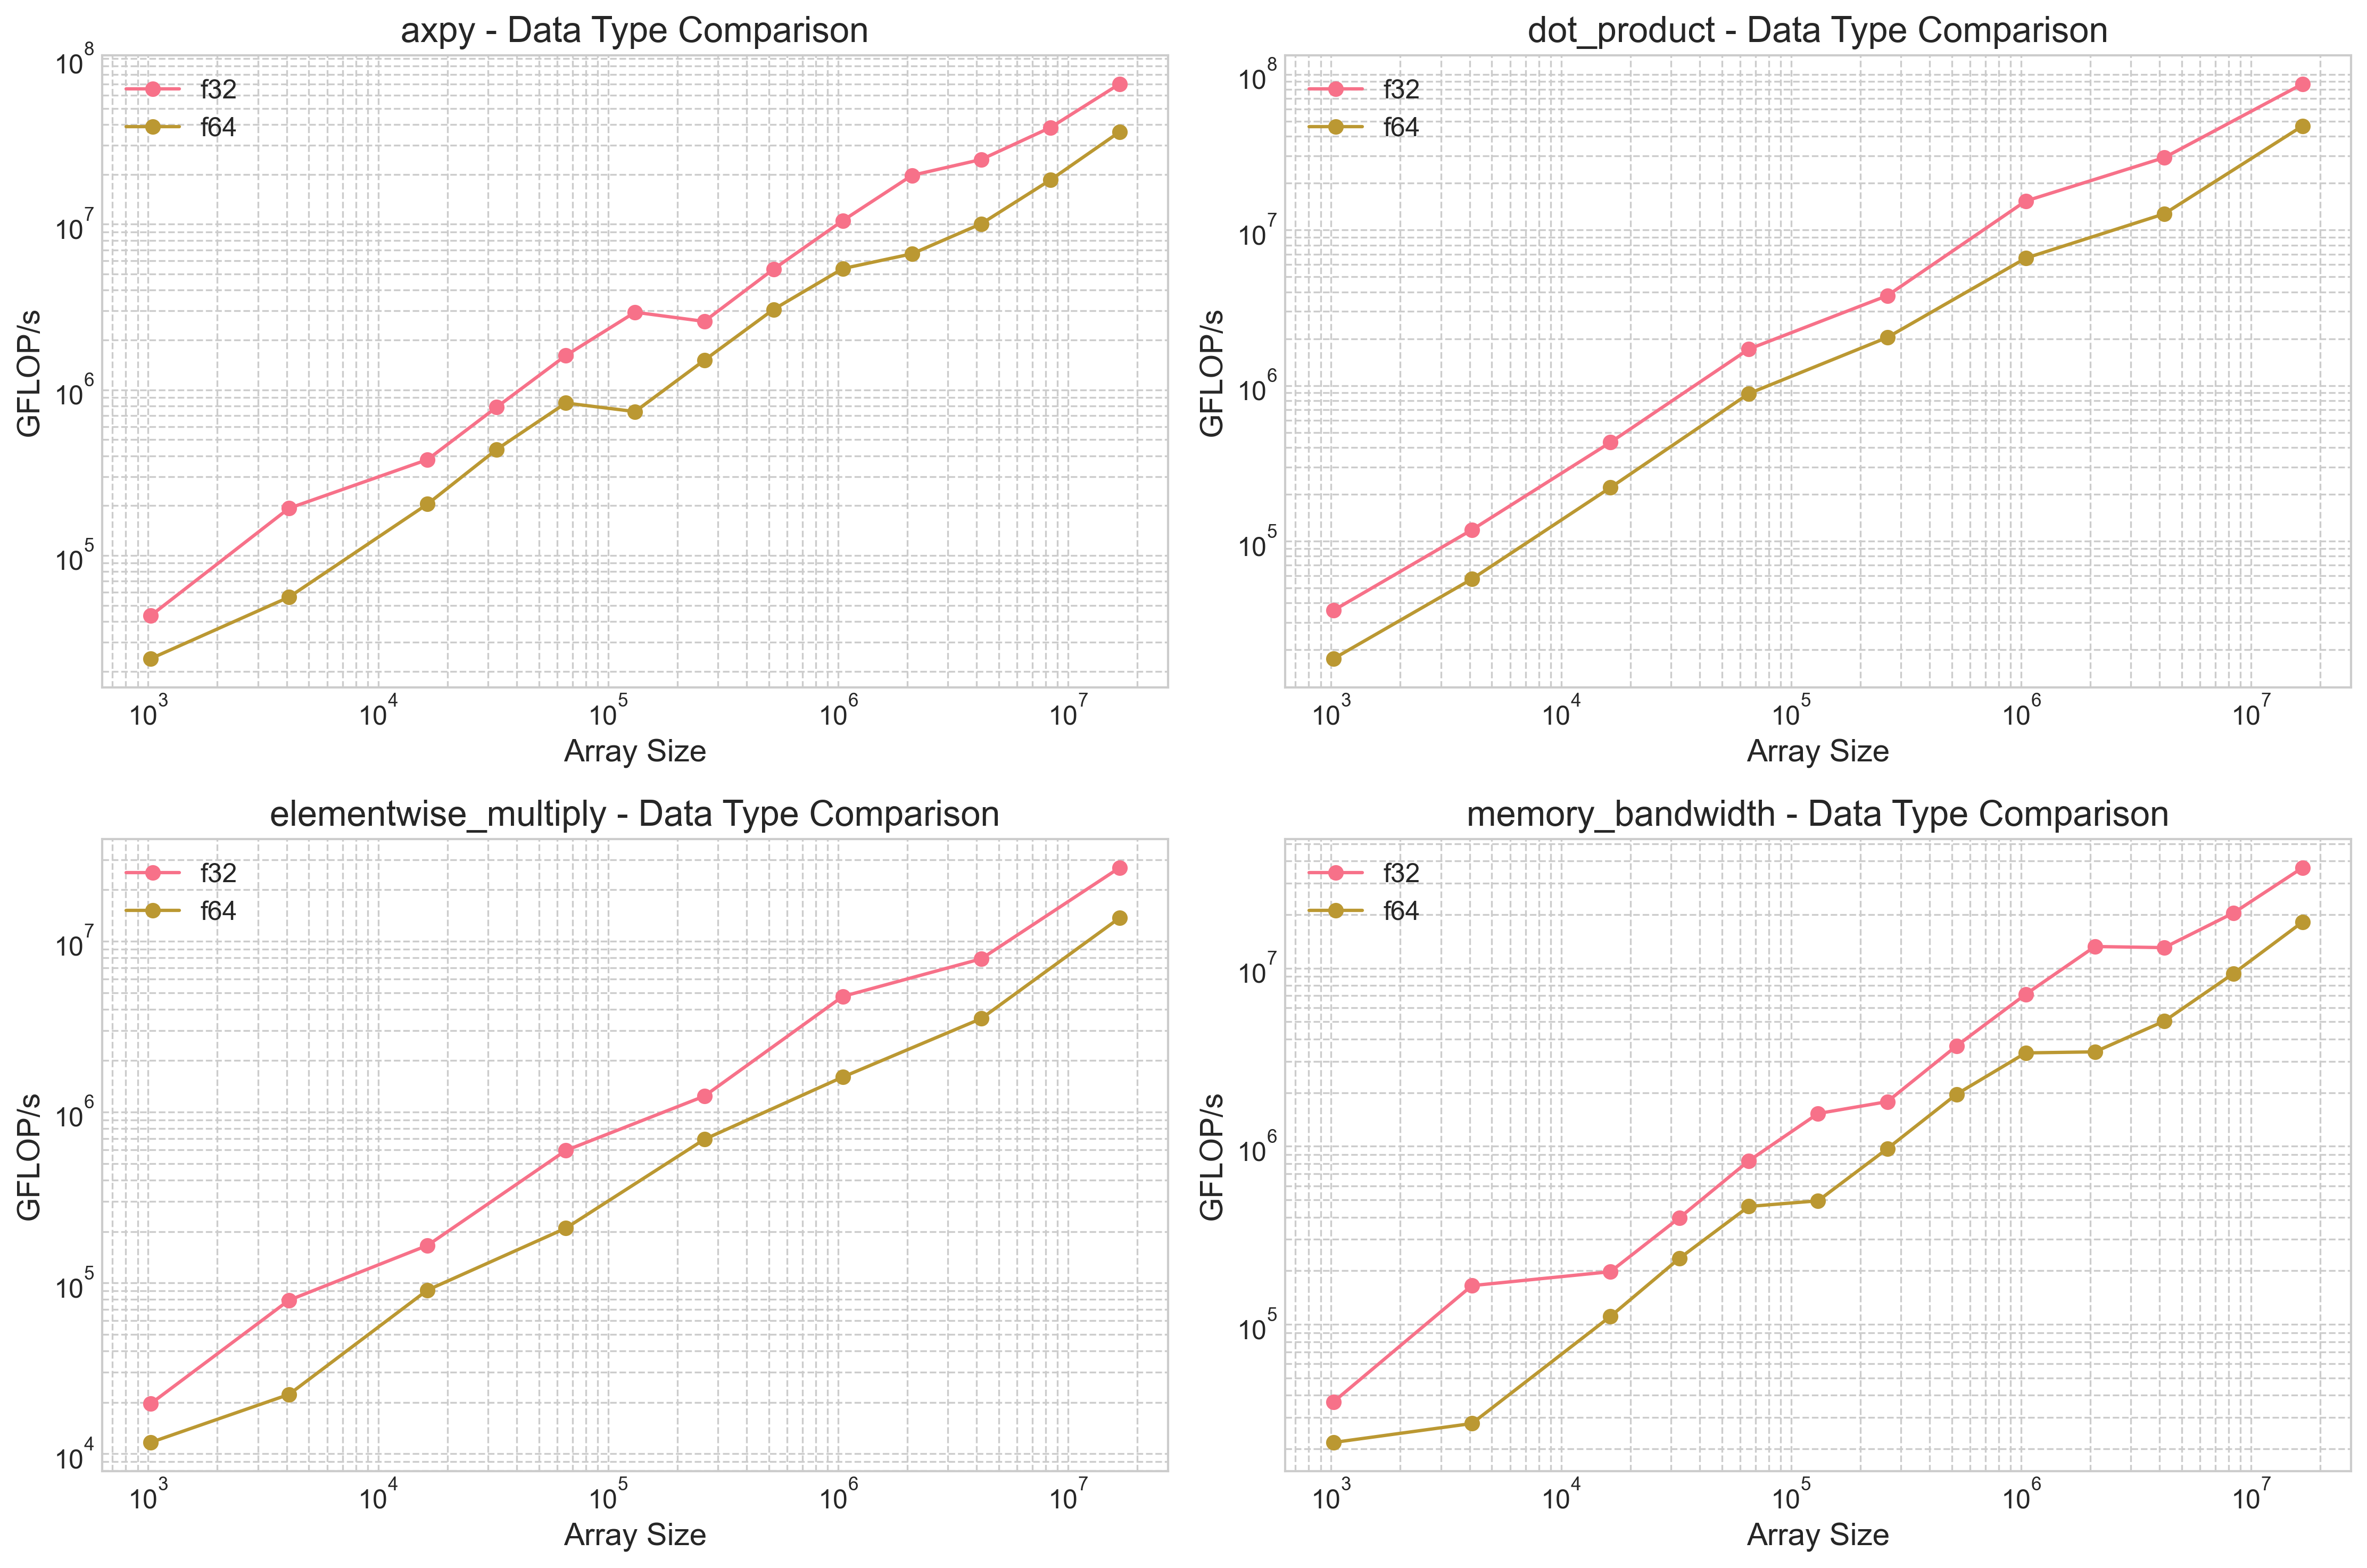 axpy - Data Type Comparison
f32
f64
GFLOP/s
10^8
10^7
10^6
10^5
10^3 10^4 10^5 10^6 10^7
Array Size
dot_product - Data Type Comparison
f32
f64
GFLOP/s
10^8
10^7
10^6
10^5
10^3 10^4 10^5 10^6 10^7
Array Size
elementwise_multiply - Data Type Comparison
f32
f64
GFLOP/s
10^7
10^6
10^5
10^4
10^3 10^4 10^5 10^6 10^7
Array Size
memory_bandwidth - Data Type Comparison
f32
f64
GFLOP/s
10^7
10^6
10^5
10^3 10^4 10^5 10^6 10^7
Array Size